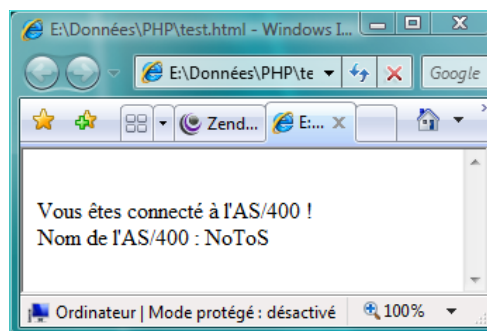 E:\Données\PHP\test.html - Windows I...
E:\Données\PHP\te
Google
Zend...
E:...
Vous êtes connecté à l'AS/400 !
Nom de l'AS/400 : NoToS
Ordinateur | Mode protégé : désactivé
100%